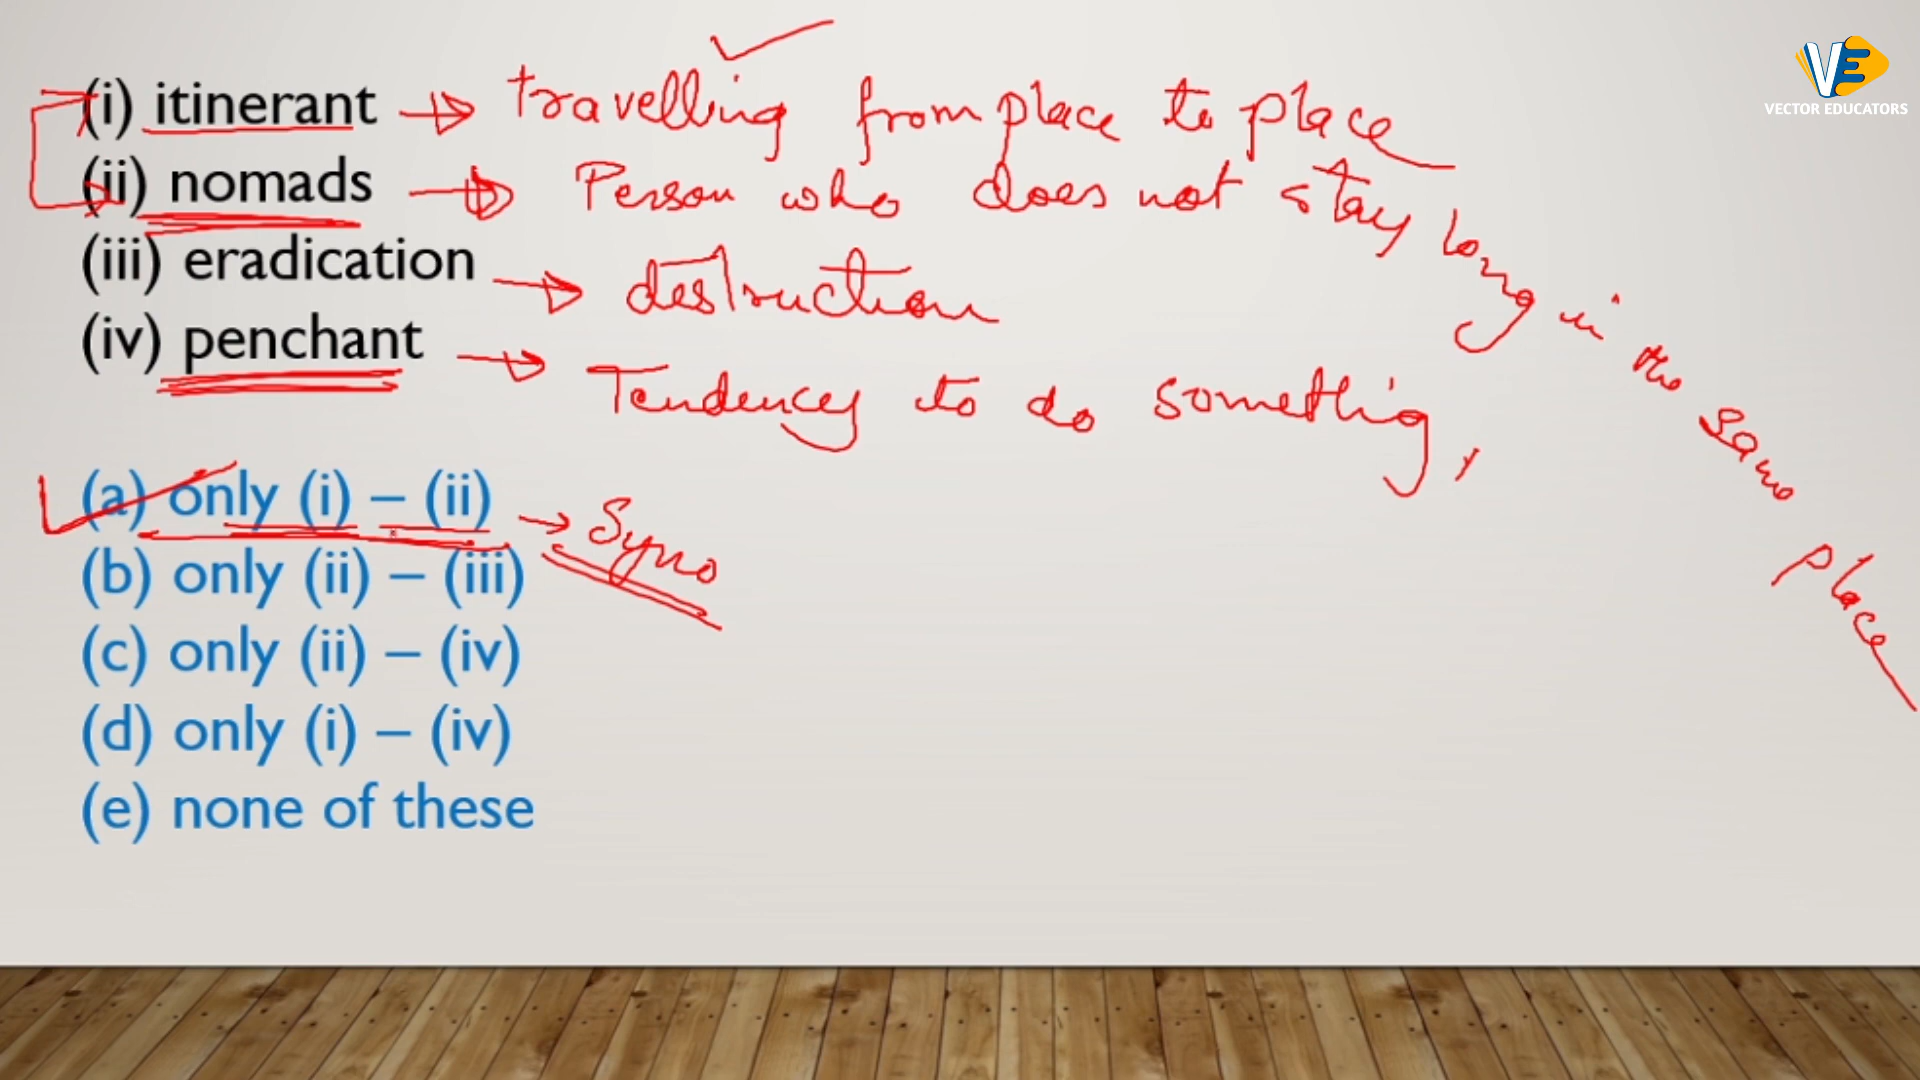 VECTOR EDUCATORS
(i) itinerant → travelling from place to place
(ii) nomads → Person who does not stay long in the same place
(iii) eradication → destruction
(iv) penchant → Tendency to do something,
(a) only (i) – (ii) → Syno
(b) only (ii) – (iii)
(c) only (ii) – (iv)
(d) only (i) – (iv)
(e) none of these